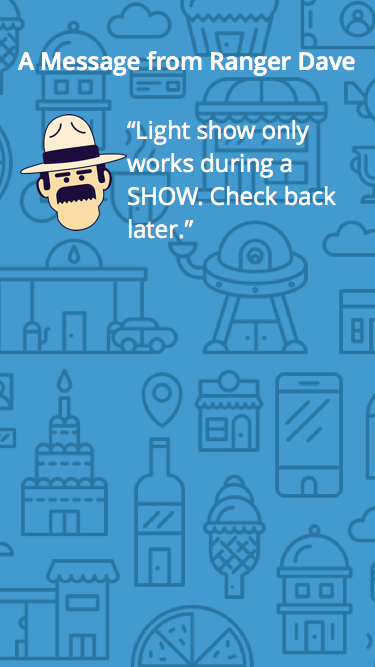 A Message from Ranger Dave
“Light show only
works during a
SHOW. Check back
later.”